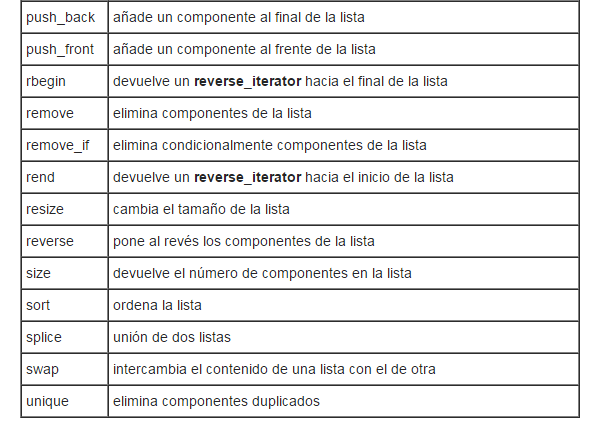 push_back añade un componente al final de la lista
push_front añade un componente al frente de la lista
rbegin devuelve un reverse_iterator hacia el final de la lista
remove elimina componentes de la lista
remove_if elimina condicionalmente componentes de la lista
rend devuelve un reverse_iterator hacia el inicio de la lista
resize cambia el tamaño de la lista
reverse pone al revés los componentes de la lista
size devuelve el número de componentes en la lista
sort ordena la lista
splice unión de dos listas
swap intercambia el contenido de una lista con el de otra
unique elimina componentes duplicados